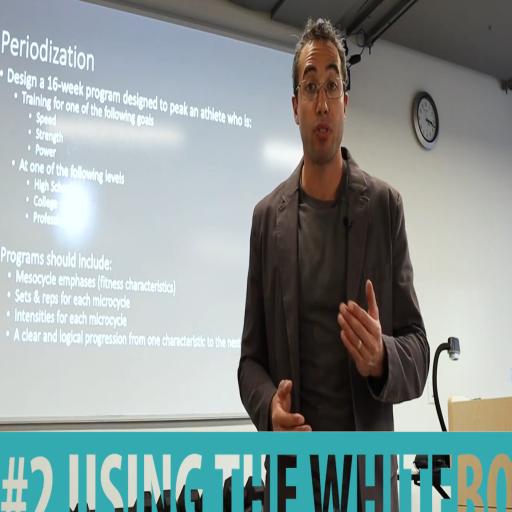 Periodization
• Design a 16-week program designed to peak an athlete who is:
• Training for one of the following goals
• Speed
• Strength
• Power
• At one of the following levels
• High
• College
Programs should include:
• Mesocycle emphases (fitness characteristics)
• Sets & reps for each microcycle
• Intensities for each microcycle
• A clear and logical progression from one characteristic to the next
#2 USING THE WHITEBO